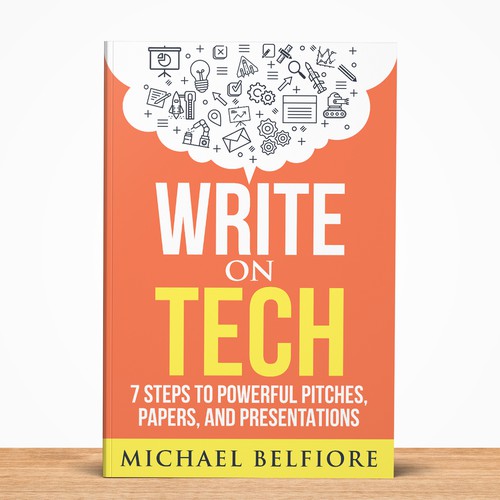 WRITE
ON
TECH
7 STEPS TO POWERFUL PITCHES,
PAPERS, AND PRESENTATIONS
MICHAEL BELFIORE